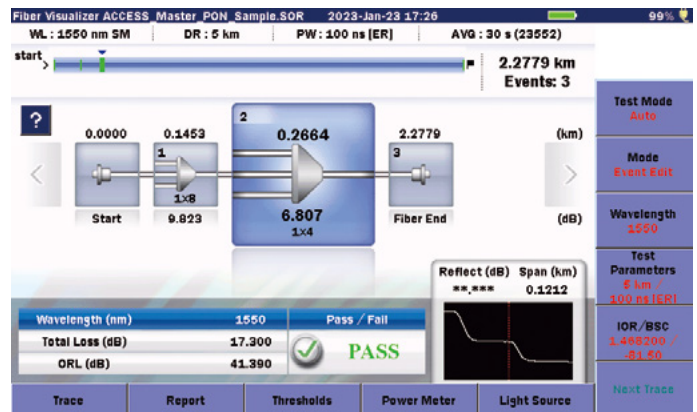 Fiber Visualizer ACCESS_Master_PON_Sample.SOR 2023-Jan-23 17:26 99%
WL : 1550 nm SM DR : 5 km PW : 100 ns [ER] AVG : 30 s (23552)
start
2.2779 km
Events: 3
Test Mode
Auto
?
0.0000 0.1453 2 0.2664 2.2779 (km)
1 3
1×8
Start 9.823 6.807 Fiber End (dB)
1×4
Mode
Event Edit
Wavelength
1550
Test
Parameters
5 km /
100 ns [ER]
Reflect (dB) Span (km)
**.*** 0.1212
Wavelength (nm) 1550 Pass / Fail
Total Loss (dB) 17.300 PASS
ORL (dB) 41.390
IOR/BSC
1.468200 /
-81.50
Next Trace
Trace Report Thresholds Power Meter Light Source